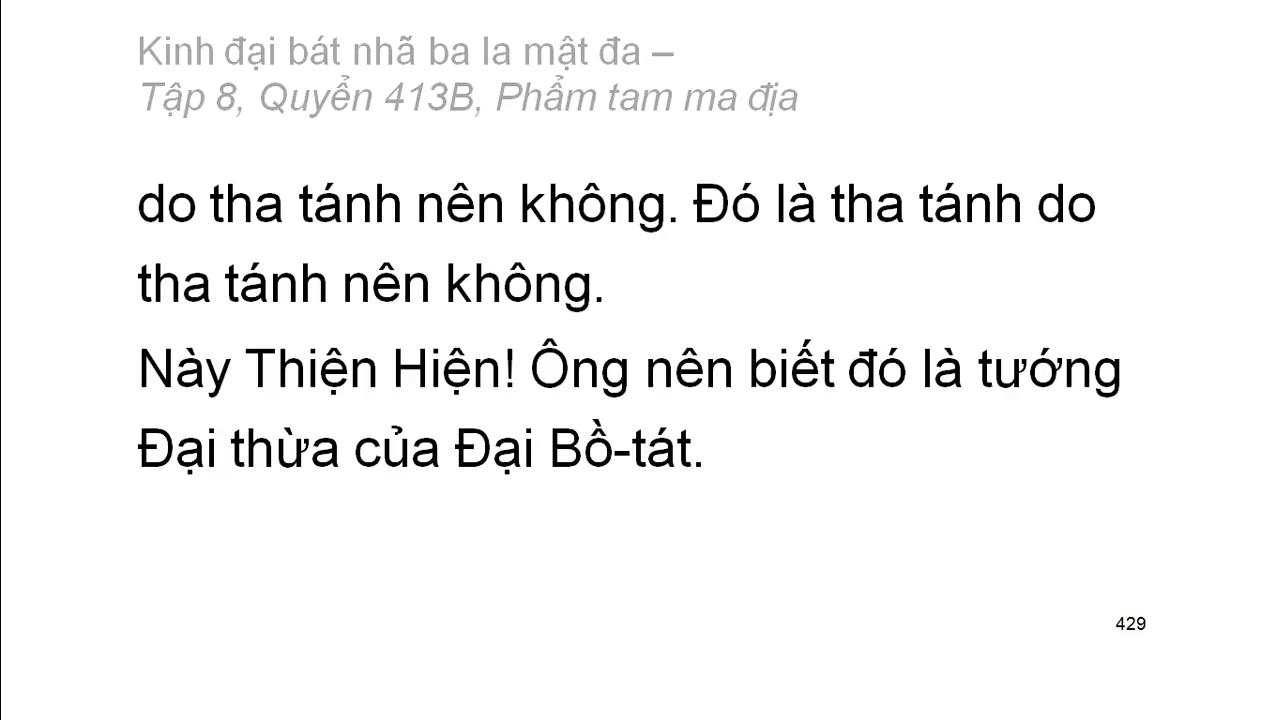 Kinh đại bát nhã ba la mật đa –
Tập 8, Quyển 413B, Phẩm tam ma địa
do tha tánh nên không. Đó là tha tánh do
tha tánh nên không.
Này Thiện Hiện! Ông nên biết đó là tướng
Đại thừa của Đại Bồ-tát.
429